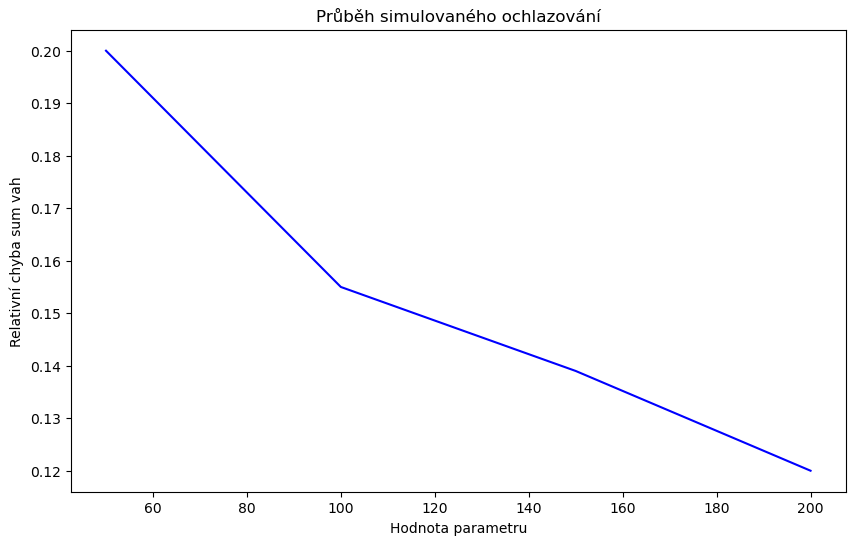 Průběh simulovaného ochlazování
0.20
0.19
0.18
0.17
0.16
0.15
0.14
0.13
0.12
Relativní chyba sum vah
60 80 100 120 140 160 180 200
Hodnota parametru